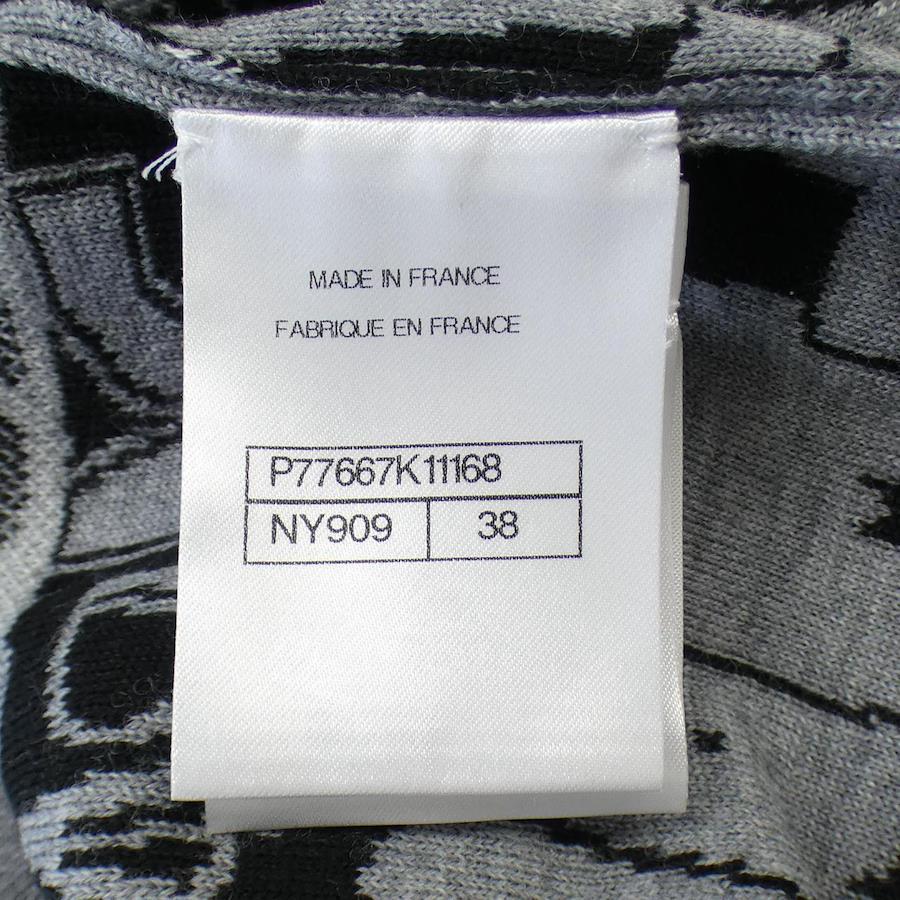 MADE IN FRANCE
FABRIQUE EN FRANCE
P77667K11168
NY909 38